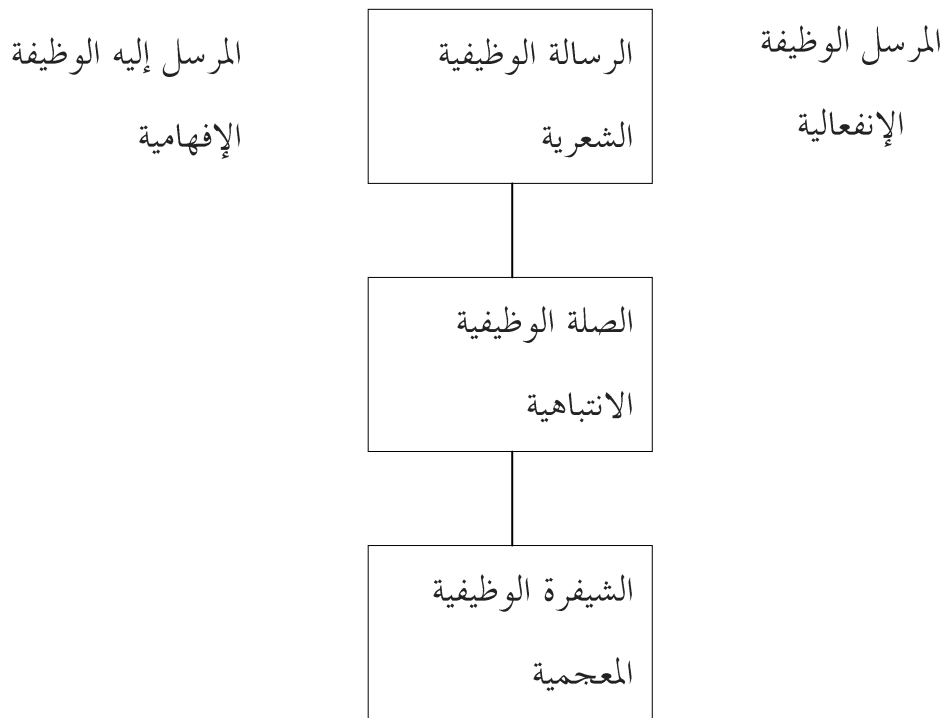 المرسل الوظيفة
الإنفعالية
الرسالة الوظيفية
الشعرية
المرسل إليه الوظيفة
الإفهامية
الصلة الوظيفية
الانتباهية
الشيفرة الوظيفية
المعجمية